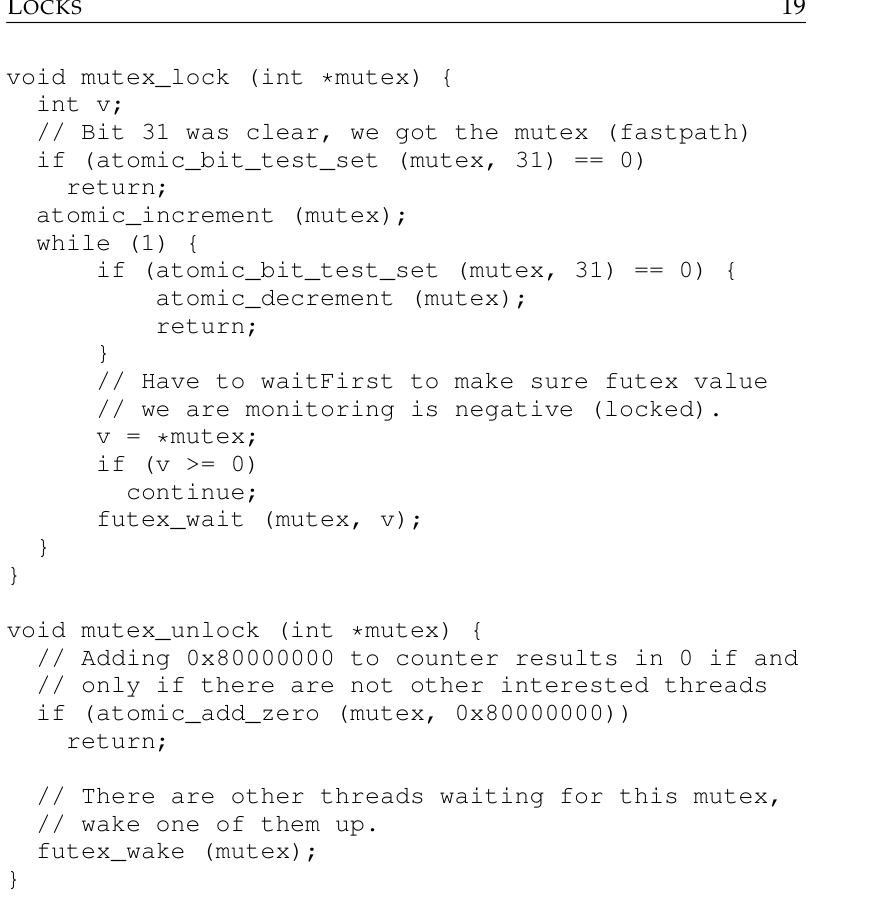 LOCKS 19
void mutex_lock (int *mutex) {
  int v;
  // Bit 31 was clear, we got the mutex (fastpath)
  if (atomic_bit_test_set (mutex, 31) == 0)
    return;
  atomic_increment (mutex);
  while (1) {
      if (atomic_bit_test_set (mutex, 31) == 0) {
          atomic_decrement (mutex);
          return;
      }
      // Have to waitFirst to make sure futex value
      // we are monitoring is negative (locked).
      v = *mutex;
      if (v >= 0)
        continue;
      futex_wait (mutex, v);
  }
}
void mutex_unlock (int *mutex) {
  // Adding 0x80000000 to counter results in 0 if and
  // only if there are not other interested threads
  if (atomic_add_zero (mutex, 0x80000000))
    return;
  // There are other threads waiting for this mutex,
  // wake one of them up.
  futex_wake (mutex);
}